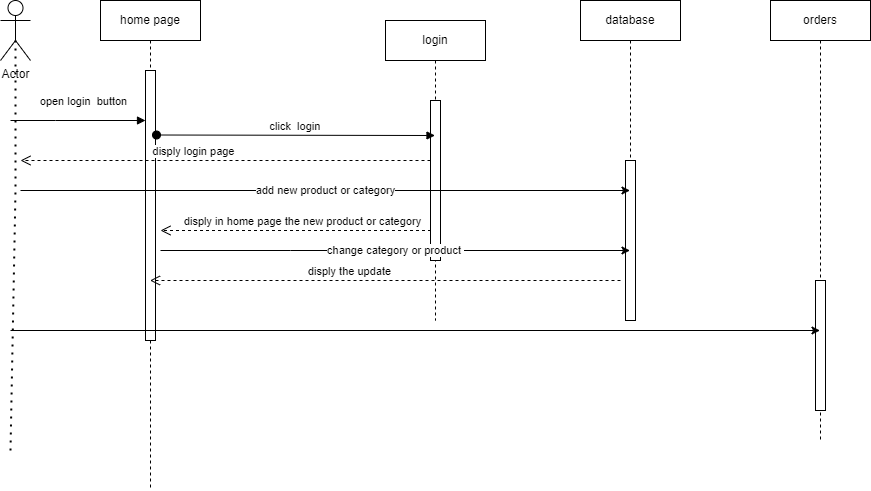 home page
login
database
orders
Actor
open login button
click login
disply login page
add new product or category
disply in home page the new product or category
change category or product
disply the update